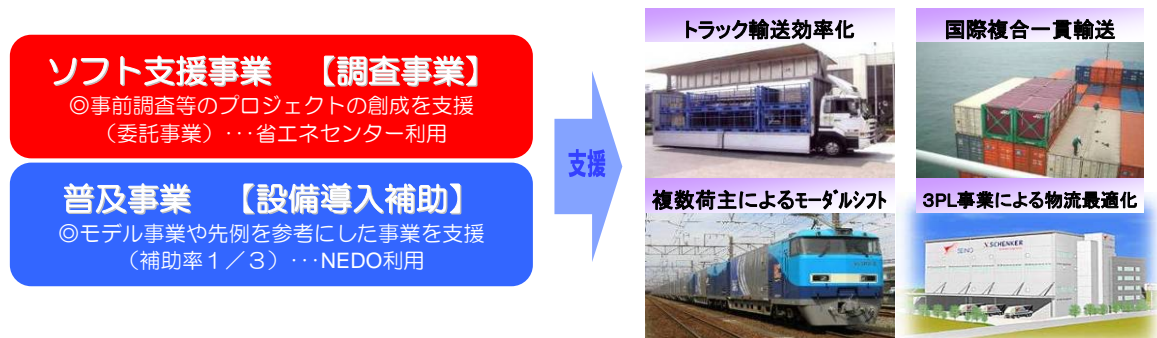 ソフト支援事業　【調査事業】
◎事前調査等のプロジェクトの創成を支援
（委託事業）･･･省エネセンター利用
普及事業　【設備導入補助】
◎モデル事業や先例を参考にした事業を支援
（補助率１／３）･･･NEDO利用
支援
トラック輸送効率化
国際複合一貫輸送
複数荷主によるﾓｰﾀﾞﾙｼﾌﾄ
3PL事業による物流最適化
SEINO SCHENKER